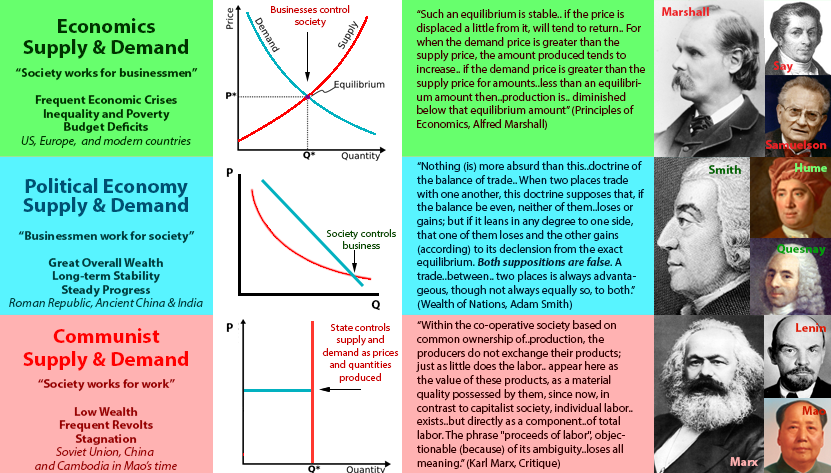 Economics
Supply & Demand
“Society works for businessmen”
Frequent Economic Crises
Inequality and Poverty
Budget Deficits
US, Europe, and modern countries
Price
Businesses control
society
Demand
Supply
Equilibrium
P*
Q*
Quantity
“Such an equilibrium is stable.. if the price is
displaced a little from it, will tend to return.. For
when the demand price is greater than the
supply price, the amount produced tends to
increase.. if the demand price is greater than the
supply price for amounts..less than an equilibri-
um amount then..production is.. diminished
below that equilibrium amount” (Principles of
Economics, Alfred Marshall)
Marshall
Say
Samuelson
Political Economy
Supply & Demand
“Businessmen work for society”
Great Overall Wealth
Long-term Stability
Steady Progress
Roman Republic, Ancient China & India
P
Society controls
business
Q
“Nothing (is) more absurd than this..doctrine of
the balance of trade.. When two places trade
with one another, this doctrine supposes that, if
the balance be even, neither of them..loses or
gains; but if it leans in any degree to one side,
that one of them loses and the other gains
(according) to its declension from the exact
equilibrium. Both suppositions are false. A
trade..between.. two places is always advanta-
geous, though not always equally so, to both.”
(Wealth of Nations, Adam Smith)
Smith
Hume
Quesnay
Communist
Supply & Demand
“Society works for work”
Low Wealth
Frequent Revolts
Stagnation
Soviet Union, China
and Cambodia in Mao’s time
P
State controls
supply and
demand as prices
and quantities
produced
Q*
Quantity
“Within the co-operative society based on
common ownership of..production, the
producers do not exchange their products;
just as little does the labor.. appear here as
the value of these products, as a material
quality possessed by them, since now, in
contrast to capitalist society, individual labor..
exists..but directly as a component..of total
labor. The phrase "proceeds of labor", objec-
tionable (because) of its ambiguity..loses all
meaning.” (Karl Marx, Critique)
Marx
Lenin
Mao